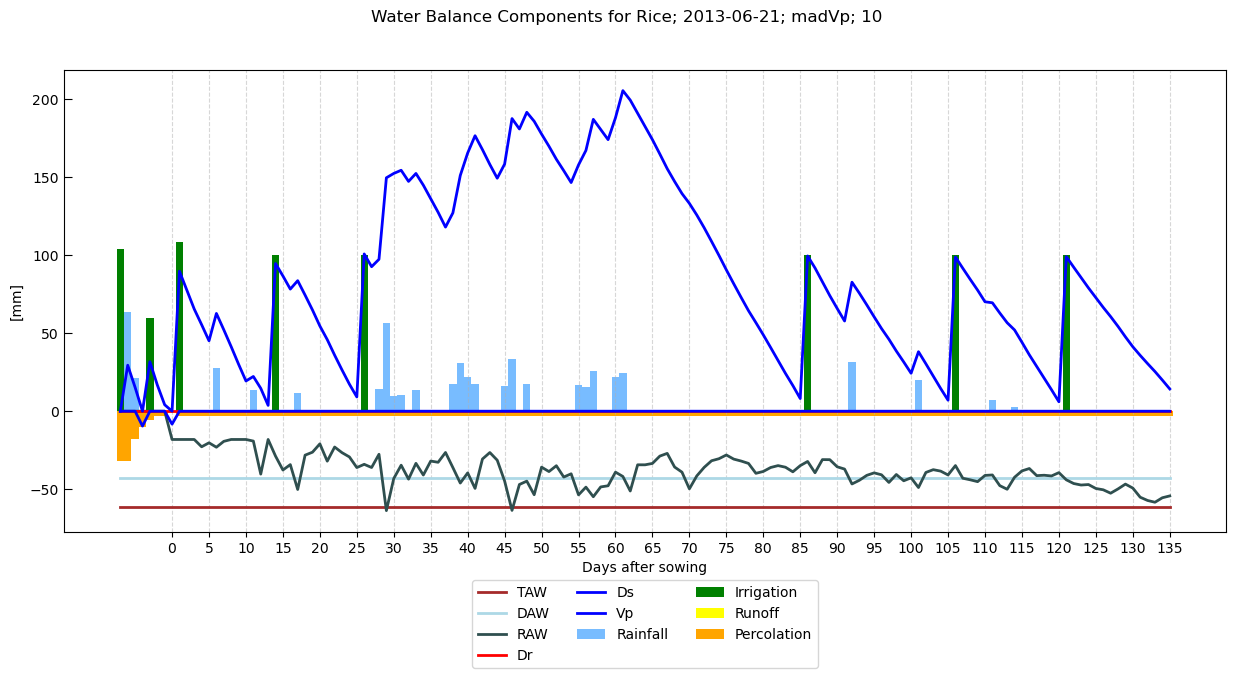 Water Balance Components for Rice; 2013-06-21; madVp; 10
[mm]
200
150
100
50
0
−50
0 5 10 15 20 25 30 35 40 45 50 55 60 65 70 75 80 85 90 95 100 105 110 115 120 125 130 135
Days after sowing
TAW Ds Irrigation
DAW Vp Runoff
RAW Rainfall Percolation
Dr